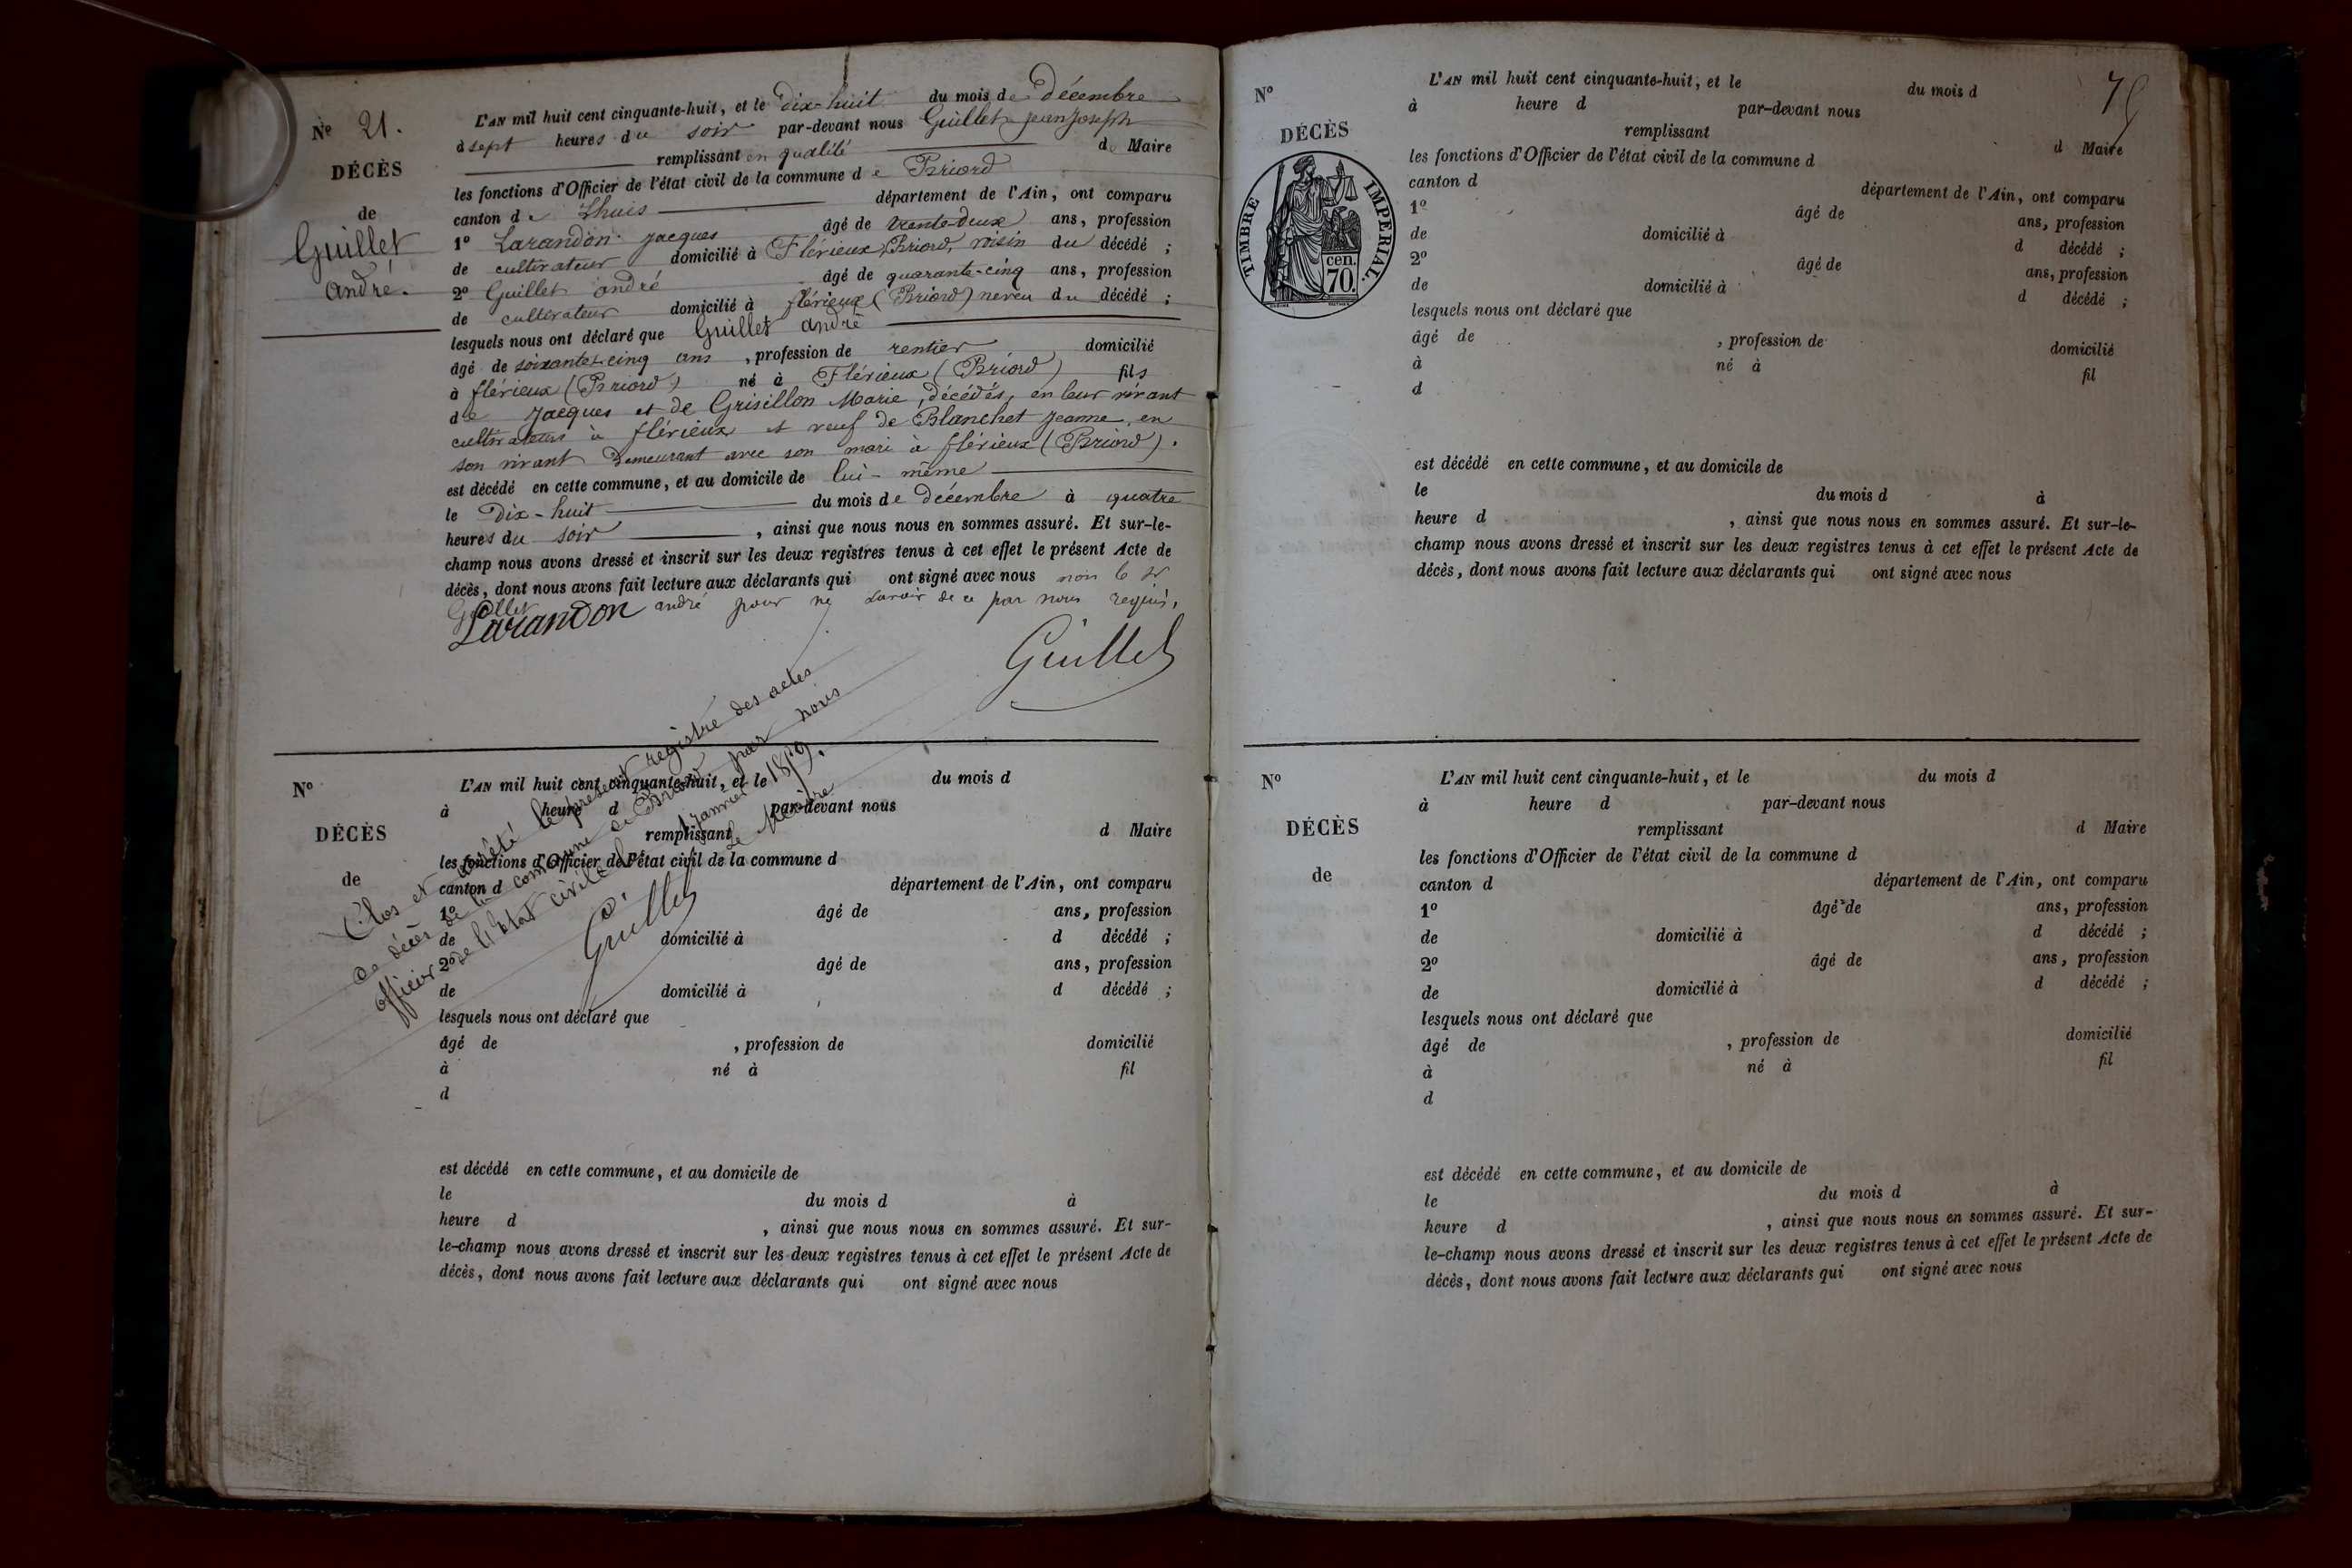 N° 21.
DÉCÈS
de
Guillet
André.
L'AN mil huit cent cinquante-huit, et le Dix-huit du mois de Décembre
à sept heures du soir par-devant nous Guillet Jean Joseph
remplissant en qualité de Maire
les fonctions d'Officier de l'état civil de la commune de Briord
canton de Lhuis département de l'Ain, ont comparu
1° Larandon Jacques âgé de trente-deux ans, profession
de cultivateur domicilié à Flérieux (Briord) voisin du décédé ;
2° Guillet André âgé de quarante-cinq ans, profession
de cultivateur domicilié à flérieux (Briord) neveu du décédé ;
lesquels nous ont déclaré que Guillet André
âgé de soixante-cinq ans , profession de rentier domicilié
à flérieux (Briord) né à Flérieux (Briord) fils
de Jacques et de Grisillon Marie, décédés, en leur vivant
cultivateurs à flérieux et veuf de Blanchet Jeanne, en
son vivant demeurant avec son mari à flérieux (Briord).
est décédé en cette commune, et au domicile de lui-même
le Dix-huit du mois de décembre à quatre
heures du soir , ainsi que nous nous en sommes assuré. Et sur-le-
champ nous avons dressé et inscrit sur les deux registres tenus à cet effet le présent Acte de
décès, dont nous avons fait lecture aux déclarants qui ont signé avec nous non le Sr
Guillet André pour ne savoir de ce par nous requis.
Larandon
Guillet
Clos et arrêté le présent registre des actes
de décès de la commune de Briord par nous
officier de l'état civil le janvier 1859.
Le Maire
Guillet
N°
DÉCÈS
de
L'AN mil huit cent cinquante-huit, et le du mois d
à heure d par-devant nous
remplissant d Maire
les fonctions d'Officier de l'état civil de la commune d
canton d département de l'Ain, ont comparu
1° âgé de ans, profession
de domicilié à d décédé ;
2° âgé de ans, profession
de domicilié à d décédé ;
lesquels nous ont déclaré que
âgé de , profession de domicilié
à né à fil
d
est décédé en cette commune, et au domicile de
le du mois d à
heure d , ainsi que nous nous en sommes assuré. Et sur-
le-champ nous avons dressé et inscrit sur les deux registres tenus à cet effet le présent Acte de
décès, dont nous avons fait lecture aux déclarants qui ont signé avec nous
75
N°
DÉCÈS
TIMBRE IMPERIAL.
cen.
70.
L'AN mil huit cent cinquante-huit, et le du mois d
à heure d par-devant nous
remplissant d Maire
les fonctions d'Officier de l'état civil de la commune d
canton d département de l'Ain, ont comparu
1° âgé de ans, profession
de domicilié à d décédé ;
2° âgé de ans, profession
de domicilié à d décédé ;
lesquels nous ont déclaré que
âgé de , profession de domicilié
à né à fil
d
est décédé en cette commune, et au domicile de
le du mois d à
heure d , ainsi que nous nous en sommes assuré. Et sur-le-
champ nous avons dressé et inscrit sur les deux registres tenus à cet effet le présent Acte de
décès, dont nous avons fait lecture aux déclarants qui ont signé avec nous
N°
DÉCÈS
de
L'AN mil huit cent cinquante-huit, et le du mois d
à heure d par-devant nous
remplissant d Maire
les fonctions d'Officier de l'état civil de la commune d
canton d département de l'Ain, ont comparu
1° âgé de ans, profession
de domicilié à d décédé ;
2° âgé de ans, profession
de domicilié à d décédé ;
lesquels nous ont déclaré que
âgé de , profession de domicilié
à né à fil
d
est décédé en cette commune, et au domicile de
le du mois d à
heure d , ainsi que nous nous en sommes assuré. Et sur-
le-champ nous avons dressé et inscrit sur les deux registres tenus à cet effet le présent Acte de
décès, dont nous avons fait lecture aux déclarants qui ont signé avec nous